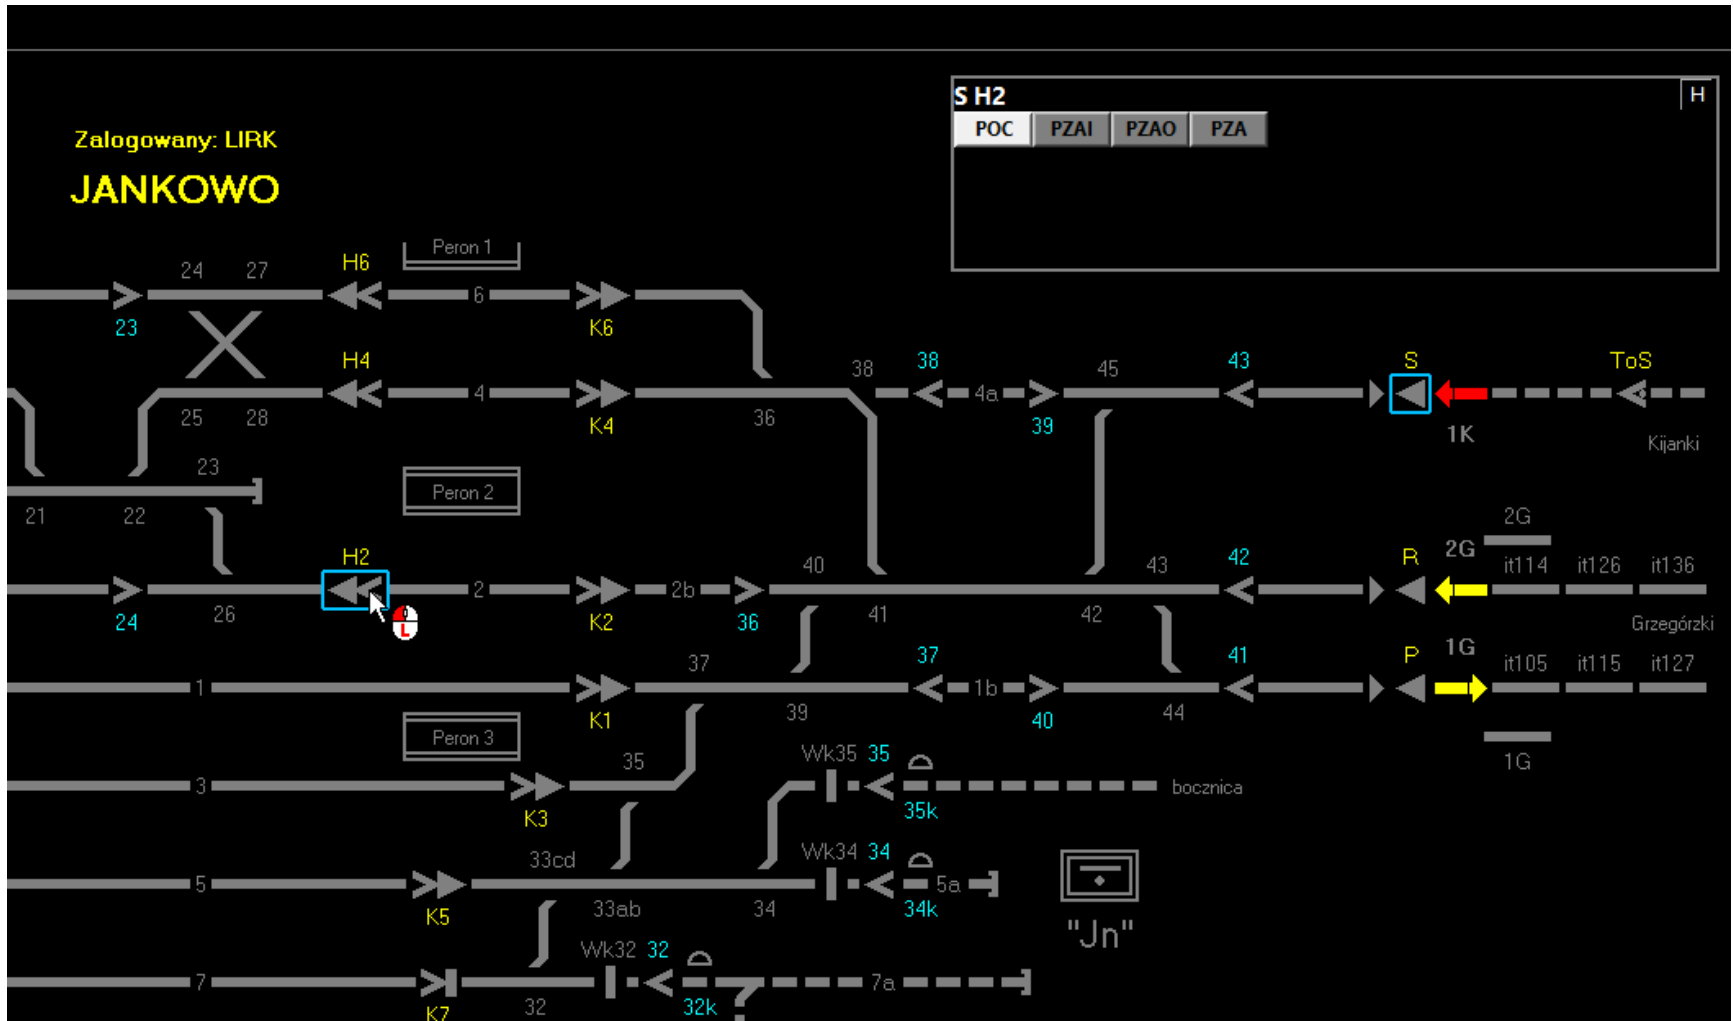 S H2
H
POC PZAI PZAO PZA
Zalogowany: LIRK
JANKOWO
Peron 1
24 27 H6
6
23 K6
H4 38 38 45 43 S ToS
4 4a
25 28 K4 36 39 1K Kijanki
23
Peron 2
21 22 2G
H2 40 43 42 R 2G it114 it126 it136
2 2b
24 26 L K2 36 41 42 Grzegórzki
37 37 41 P 1G it105 it115 it127
1 1b
K1 39 40 44
Peron 3
35 Wk35 35 1G
3 bocznica
K3 35k
33cd Wk34 34
5 5a
K5 33ab 34 34k "Jn"
Wk32 32
7 7a
K7 32 32k